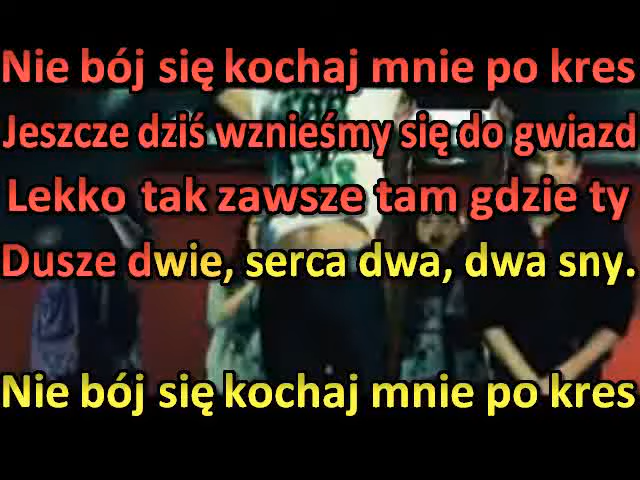 Nie bój się kochaj mnie po kres
Jeszcze dziś wznieśmy się do gwiazd
Lekko tak zawsze tam gdzie ty
Dusze dwie, serca dwa, dwa sny.
Nie bój się kochaj mnie po kres